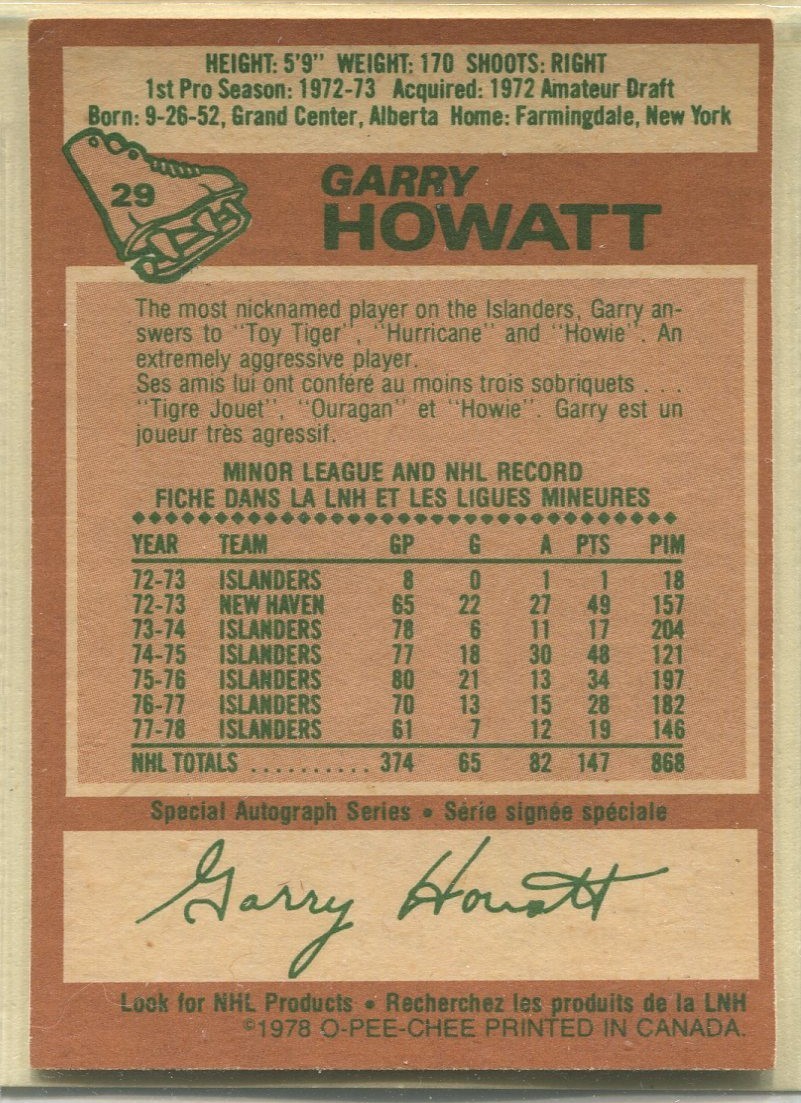 HEIGHT: 5'9" WEIGHT: 170 SHOOTS: RIGHT
1st Pro Season: 1972-73 Acquired: 1972 Amateur Draft
Born: 9-26-52, Grand Center, Alberta Home: Farmingdale, New York
29
GARRY
HOWATT
The most nicknamed player on the Islanders, Garry an-
swers to "Toy Tiger", "Hurricane" and "Howie". An
extremely aggressive player.
Ses amis lui ont conféré au moins trois sobriquets . . .
"Tigre Jouet", "Ouragan" et "Howie". Garry est un
joueur très agressif.
MINOR LEAGUE AND NHL RECORD
FICHE DANS LA LNH ET LES LIGUES MINEURES
YEAR TEAM GP G A PTS PIM
72-73 ISLANDERS 8 0 1 1 18
72-73 NEW HAVEN 65 22 27 49 157
73-74 ISLANDERS 78 6 11 17 204
74-75 ISLANDERS 77 18 30 48 121
75-76 ISLANDERS 80 21 13 34 197
76-77 ISLANDERS 70 13 15 28 182
77-78 ISLANDERS 61 7 12 19 146
NHL TOTALS .......... 374 65 82 147 868
Special Autograph Series • Série signée spéciale
Garry Howatt
Look for NHL Products • Recherchez les produits de la LNH
©1978 O-PEE-CHEE PRINTED IN CANADA.